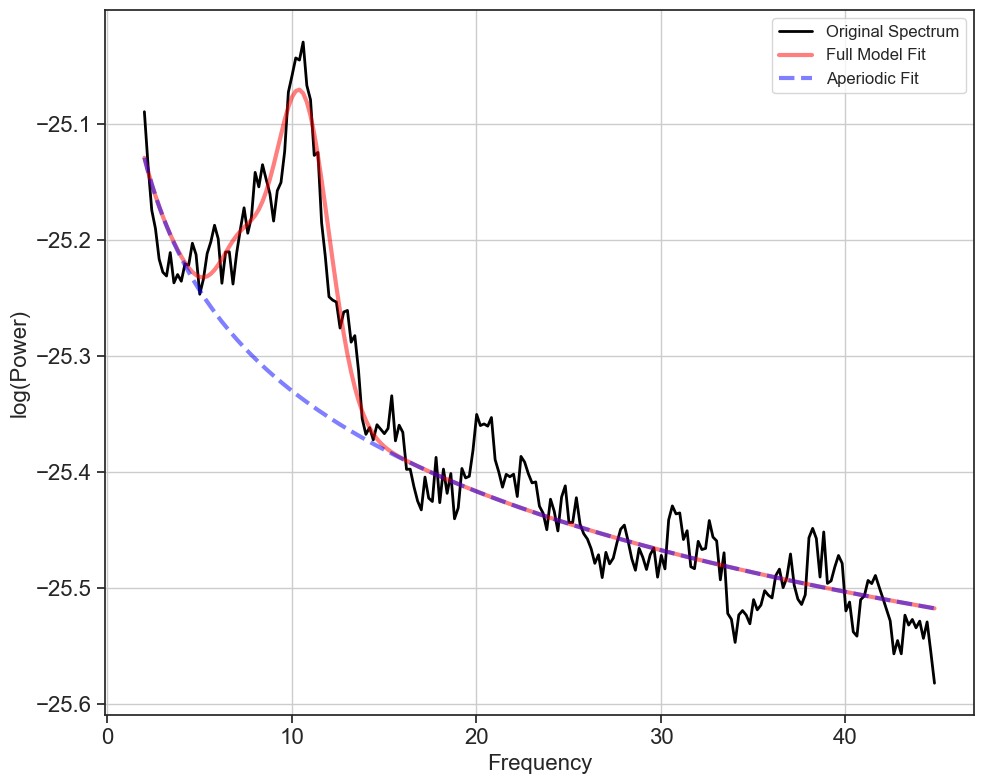 Original Spectrum
Full Model Fit
Aperiodic Fit
−25.1
−25.2
−25.3
−25.4
−25.5
−25.6
log(Power)
0 10 20 30 40
Frequency